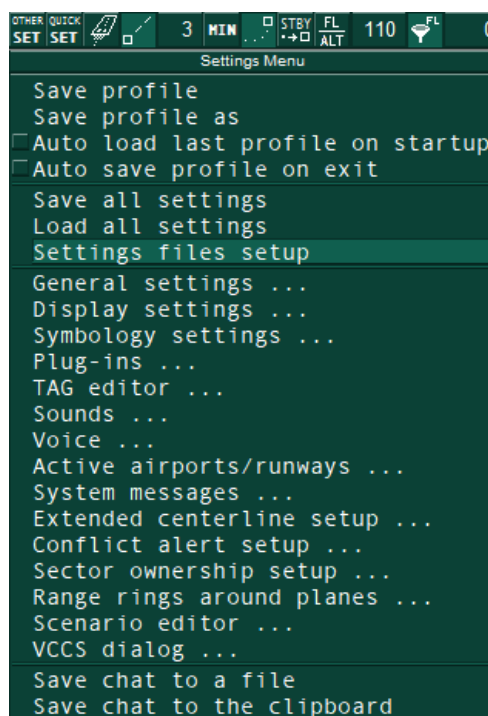 OTHER SET QUICK SET 3 MIN STBY FL ALT 110 FL 0
Settings Menu
Save profile
Save profile as
Auto load last profile on startup
Auto save profile on exit
Save all settings
Load all settings
Settings files setup
General settings ...
Display settings ...
Symbology settings ...
Plug-ins ...
TAG editor ...
Sounds ...
Voice ...
Active airports/runways ...
System messages ...
Extended centerline setup ...
Conflict alert setup ...
Sector ownership setup ...
Range rings around planes ...
Scenario editor ...
VCCS dialog ...
Save chat to a file
Save chat to the clipboard